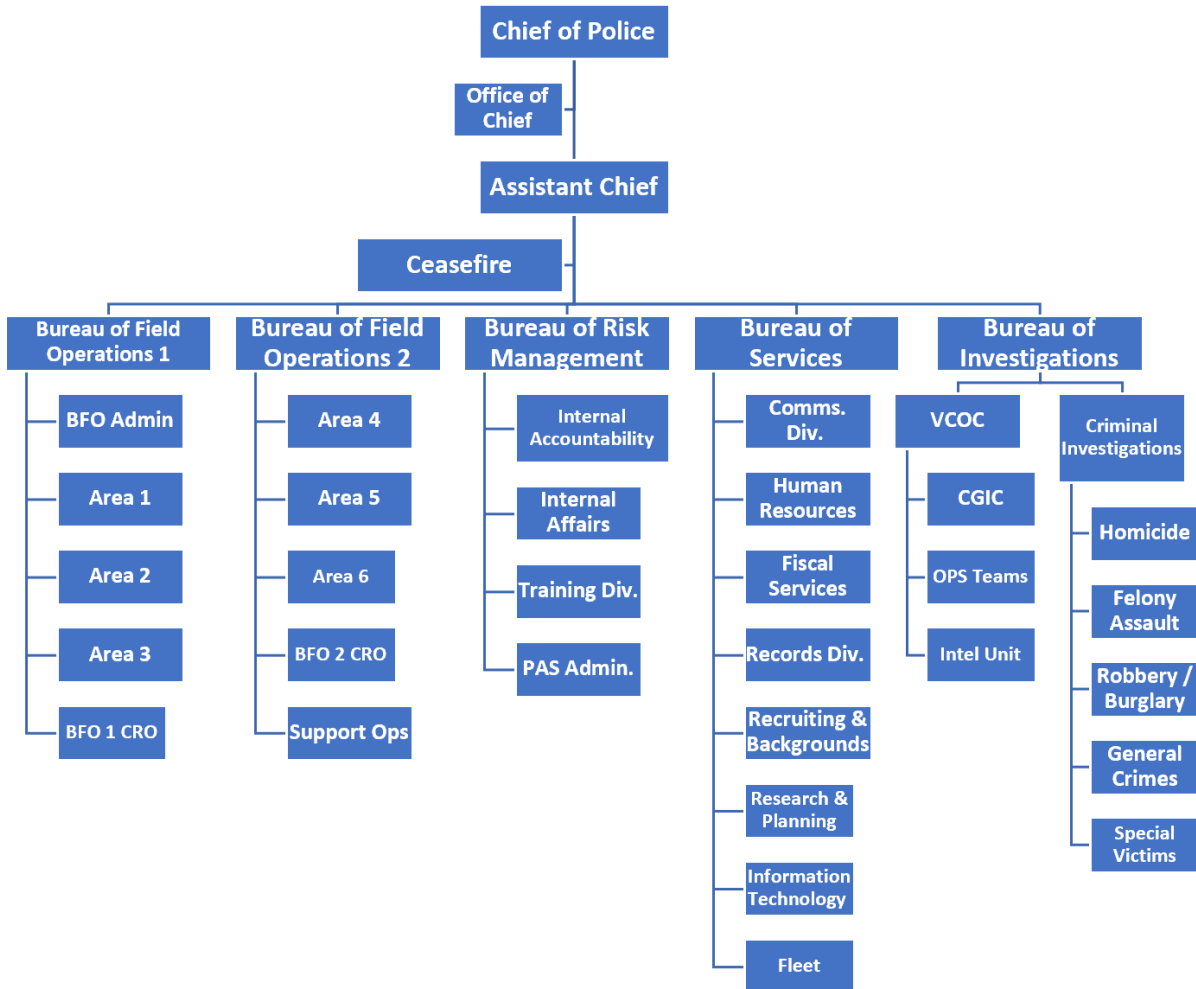 Chief of Police
Office of
Chief
Assistant Chief
Ceasefire
Bureau of Field
Operations 1
BFO Admin
Area 1
Area 2
Area 3
BFO 1 CRO
Bureau of Field
Operations 2
Area 4
Area 5
Area 6
BFO 2 CRO
Support Ops
Bureau of Risk
Management
Internal
Accountability
Internal
Affairs
Training Div.
PAS Admin.
Bureau of
Services
Comms.
Div.
Human
Resources
Fiscal
Services
Records Div.
Recruiting &
Backgrounds
Research &
Planning
Information
Technology
Fleet
Bureau of
Investigations
VCOC
CGIC
OPS Teams
Intel Unit
Criminal
Investigations
Homicide
Felony
Assault
Robbery /
Burglary
General
Crimes
Special
Victims